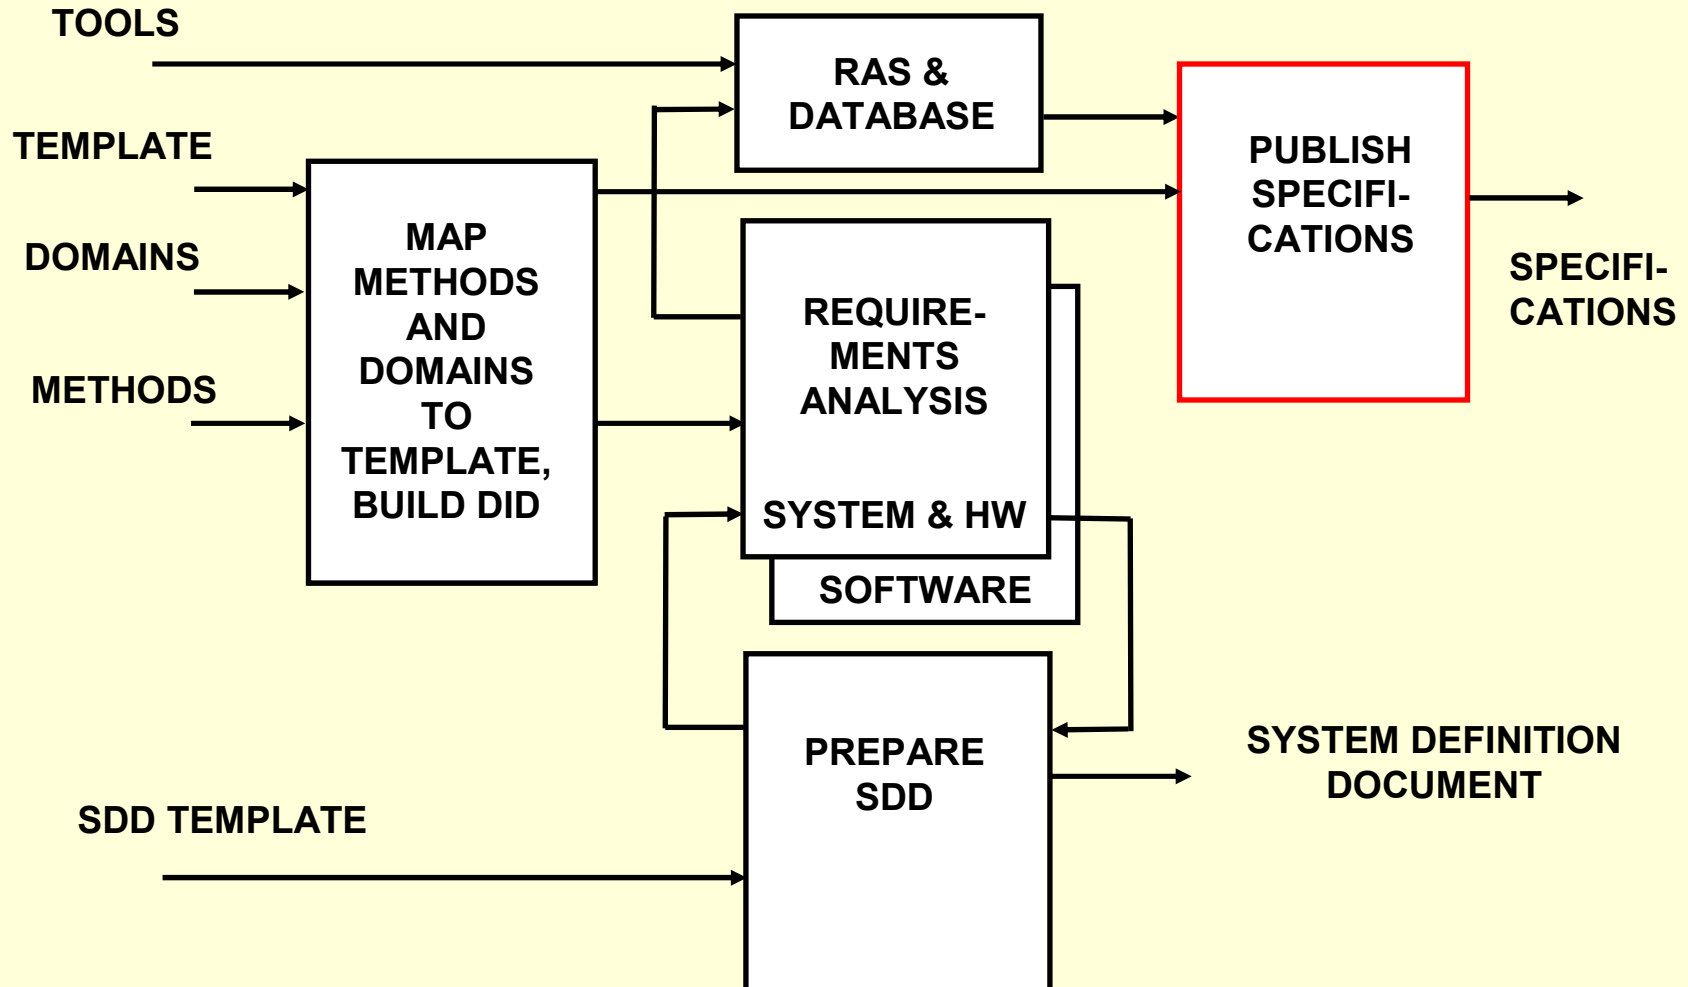 TOOLS
TEMPLATE
DOMAINS
METHODS
MAP
METHODS
AND
DOMAINS
TO
TEMPLATE,
BUILD DID
RAS &
DATABASE
REQUIRE-
MENTS
ANALYSIS
SYSTEM & HW
SOFTWARE
PUBLISH
SPECIFI-
CATIONS
SPECIFI-
CATIONS
PREPARE
SDD
SYSTEM DEFINITION
DOCUMENT
SDD TEMPLATE